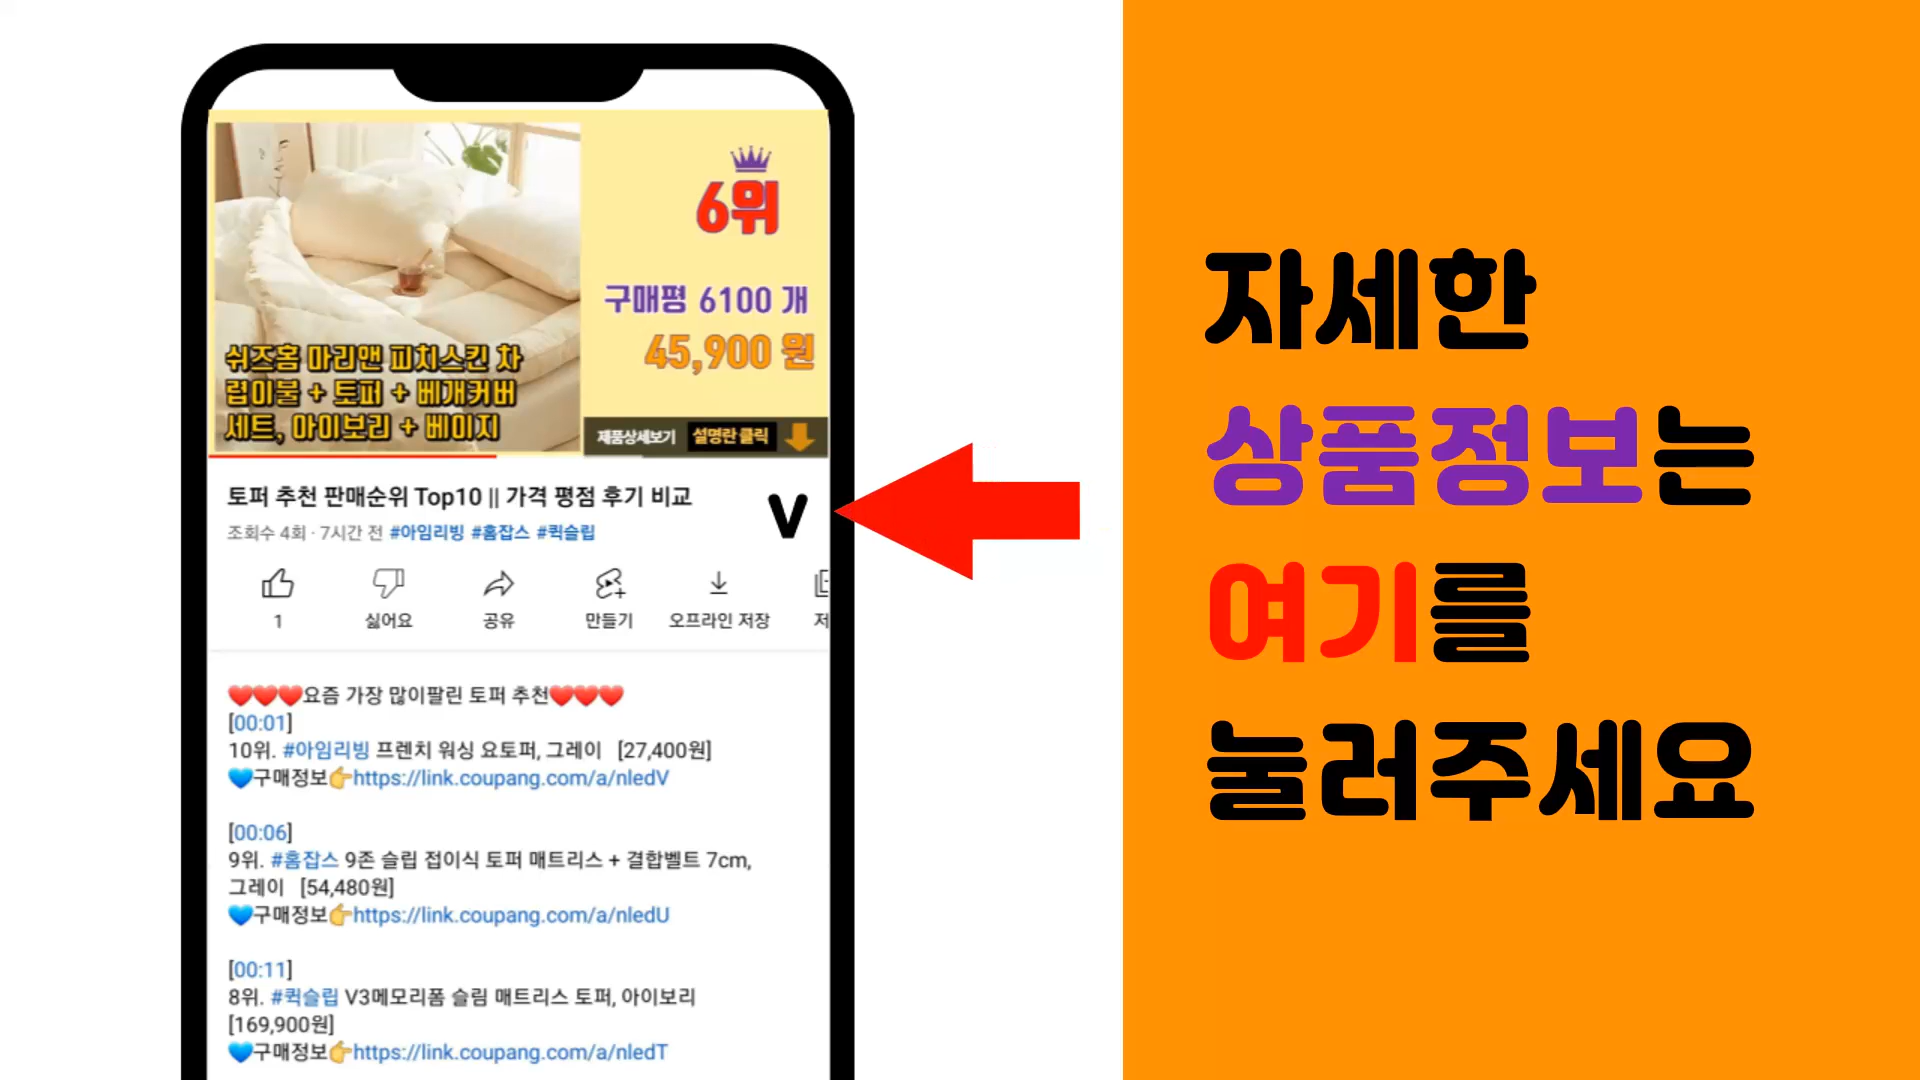 6위
구매평 6100 개
45,900 원
쉬즈홈 마리앤 피치스킨 차
렵이불 + 토퍼 + 베개커버
세트, 아이보리 + 베이지
제품상세보기 설명란 클릭
토퍼 추천 판매순위 Top10 || 가격 평점 후기 비교
V
조회수 4회 · 7시간 전 #아임리빙 #홈잡스 #퀵슬립
1
싫어요
공유
만들기
오프라인 저장
저
❤️❤️❤️요즘 가장 많이팔린 토퍼 추천❤️❤️❤️
[00:01]
10위. #아임리빙 프렌치 워싱 요토퍼, 그레이 [27,400원]
💙구매정보👉https://link.coupang.com/a/nledV
[00:06]
9위. #홈잡스 9존 슬립 접이식 토퍼 매트리스 + 결합벨트 7cm,
그레이 [54,480원]
💙구매정보👉https://link.coupang.com/a/nledU
[00:11]
8위. #퀵슬립 V3메모리폼 슬림 매트리스 토퍼, 아이보리
[169,900원]
💙구매정보👉https://link.coupang.com/a/nledT
자세한
상품정보는
여기를
눌러주세요